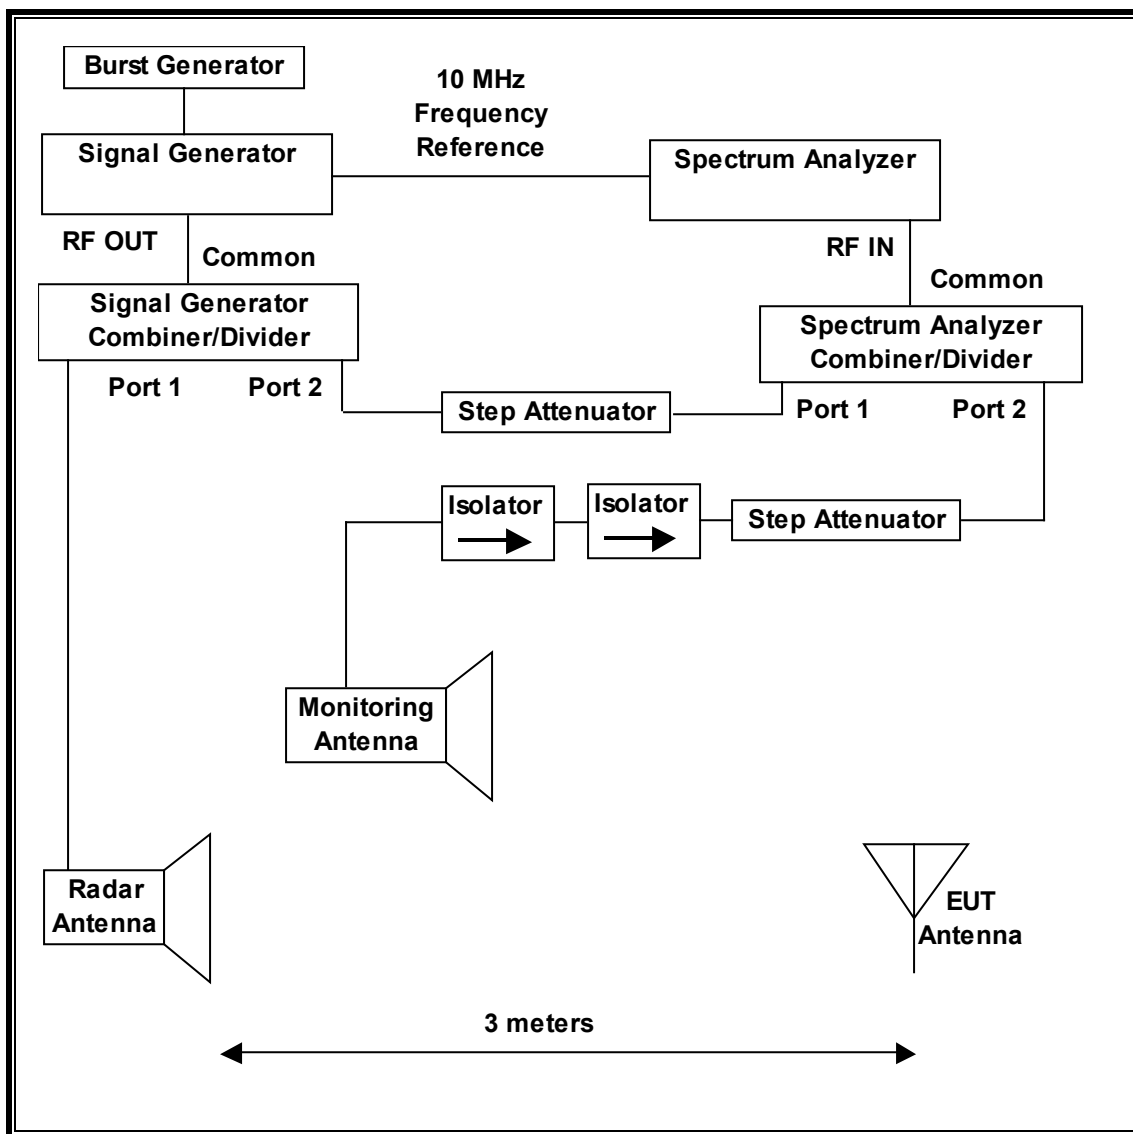 Burst Generator
10 MHz
Frequency
Reference
Signal Generator
Spectrum Analyzer
RF OUT
Common
RF IN
Common
Signal Generator
Combiner/Divider
Spectrum Analyzer
Combiner/Divider
Port 1
Port 2
Step Attenuator
Port 1
Port 2
Isolator
Isolator
Step Attenuator
Monitoring
Antenna
Radar
Antenna
EUT
Antenna
3 meters